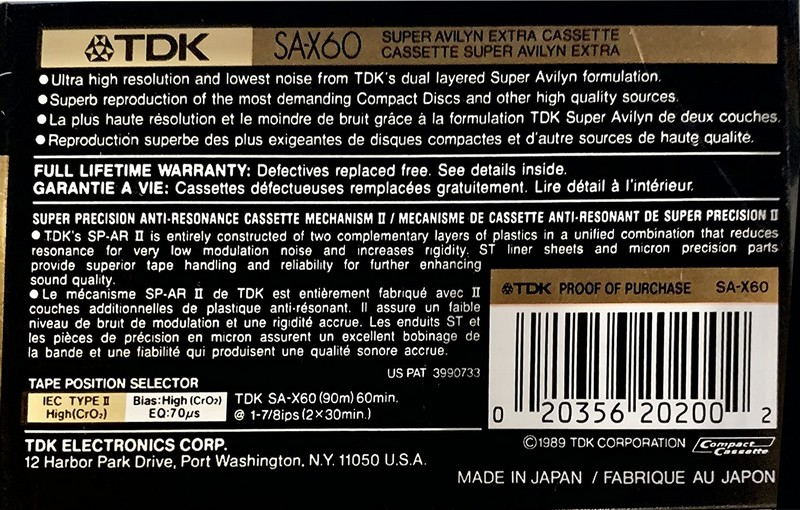 TDK SA-X60 SUPER AVILYN EXTRA CASSETTE
CASSETTE SUPER AVILYN EXTRA
● Ultra high resolution and lowest noise from TDK's dual layered Super Avilyn formulation.
● Superb reproduction of the most demanding Compact Discs and other high quality sources.
● La plus haute résolution et le moindre de bruit grâce à la formulation TDK Super Avilyn de deux couches.
● Reproduction superbe des plus exigeantes de disques compactes et d'autre sources de haute qualité.
FULL LIFETIME WARRANTY: Defectives replaced free. See details inside.
GARANTIE A VIE: Cassettes défectueuses remplacées gratuitement. Lire détail à l'intérieur.
SUPER PRECISION ANTI-RESONANCE CASSETTE MECHANISM II / MECANISME DE CASSETTE ANTI-RESONANT DE SUPER PRECISION II
● TDK's SP-AR II is entirely constructed of two complementary layers of plastics in a unified combination that reduces
resonance for very low modulation noise and increases rigidity. ST liner sheets and micron precision parts
provide superior tape handling and reliability for further enhancing
sound quality.
● Le mécanisme SP-AR II de TDK est entièrement fabriqué avec II
couches additionnelles de plastique anti-résonant. Il assure un faible
niveau de bruit de modulation et une rigidité accrue. Les enduits ST et
les pièces de précision en micron assurent un excellent bobinage de
la bande et une fiabilité qui produisent une qualité sonore accrue.
US PAT 3990733
TDK PROOF OF PURCHASE SA-X60
0 20356 20200 2
TAPE POSITION SELECTOR
IEC TYPE II
High(CrO₂)
Bias:High (CrO₂)
EQ:70µs
TDK SA-X60 (90m) 60min.
@ 1-7/8ips (2×30min.)
TDK ELECTRONICS CORP.
12 Harbor Park Drive, Port Washington, N.Y. 11050 U.S.A.
©1989 TDK CORPORATION Compact Cassette
MADE IN JAPAN / FABRIQUE AU JAPON